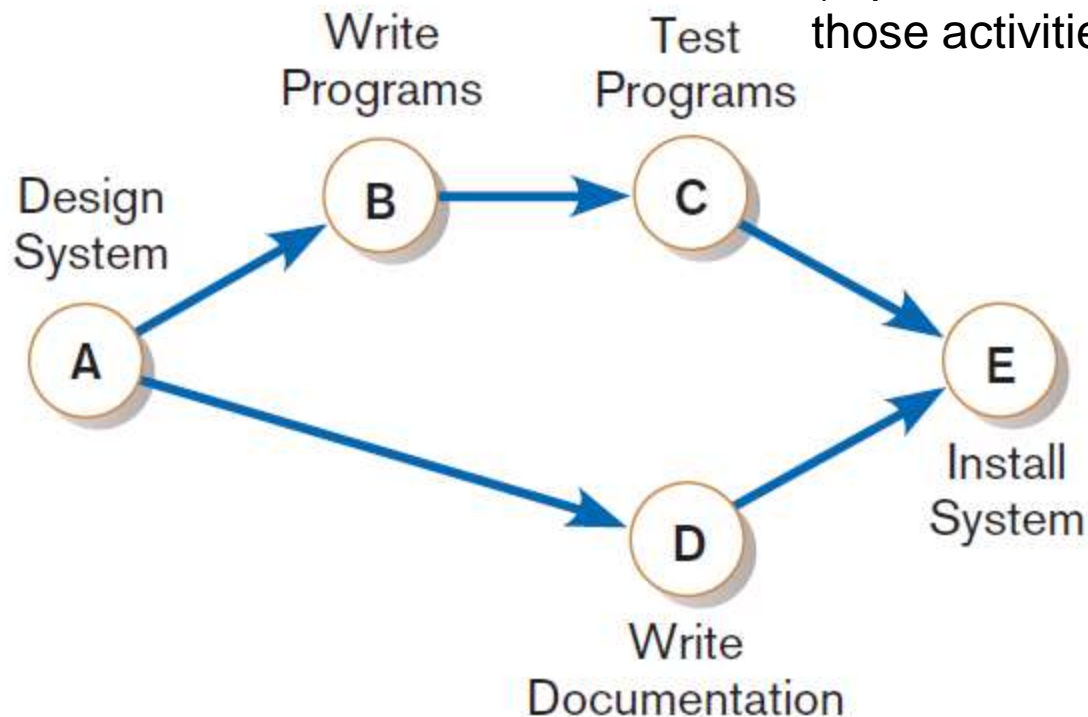 those activitie
Write
Programs
Test
Programs
Design
System
B
C
A
E
Install
System
D
Write
Documentation